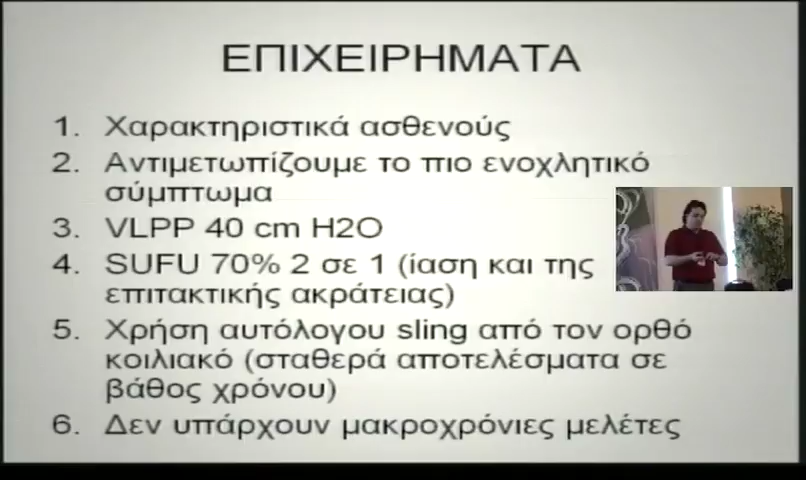 ΕΠΙΧΕΙΡΗΜΑΤΑ
1. Χαρακτηριστικά ασθενούς
2. Αντιμετωπίζουμε το πιο ενοχλητικό
σύμπτωμα
3. VLPP 40 cm H2O
4. SUFU 70% 2 σε 1 (ίαση και της
επιτακτικής ακράτειας)
5. Χρήση αυτόλογου sling από τον ορθό
κοιλιακό (σταθερά αποτελέσματα σε
βάθος χρόνου)
6. Δεν υπάρχουν μακροχρόνιες μελέτες